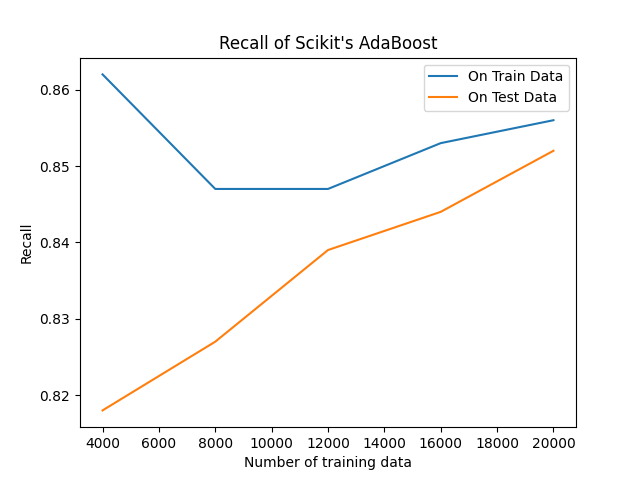 Recall of Scikit's AdaBoost
On Train Data
On Test Data
0.86
0.85
0.84
0.83
0.82
Recall
4000 6000 8000 10000 12000 14000 16000 18000 20000
Number of training data